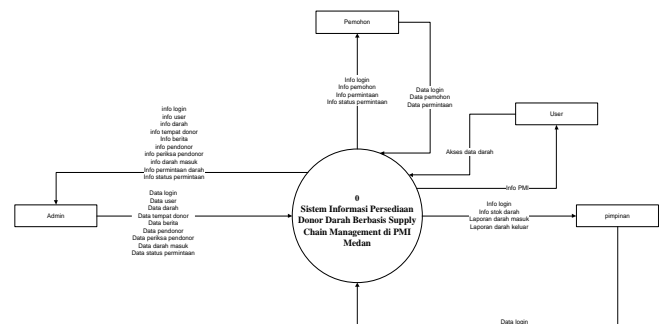 Pemohon
Info login
Info pemohon
Info permintaan
Info status permintaan
Data login
Data pemohon
Data permintaan
User
Akses data darah
Info PMI
info login
info user
info darah
info tempat donor
Info berita
info pendonor
info periksa pendonor
info darah masuk
Info permintaan darah
Info status permintaan
Admin
Data login
Data user
Data darah
Data tempat donor
Data berita
Data pendonor
Data periksa pendonor
Data darah masuk
Data status permintaan
0
Sistem Informasi Persediaan
Donor Darah Berbasis Supply
Chain Management di PMI
Medan
Info login
Info stok darah
Laporan darah masuk
Laporan darah keluar
pimpinan
Data login